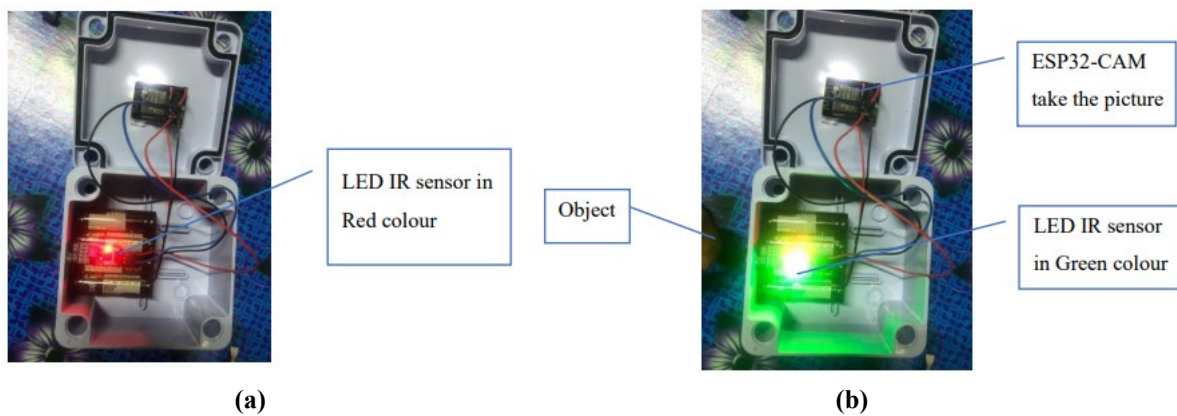 LED IR sensor in
Red colour
Object
ESP32-CAM
take the picture
LED IR sensor
in Green colour
(a)
(b)